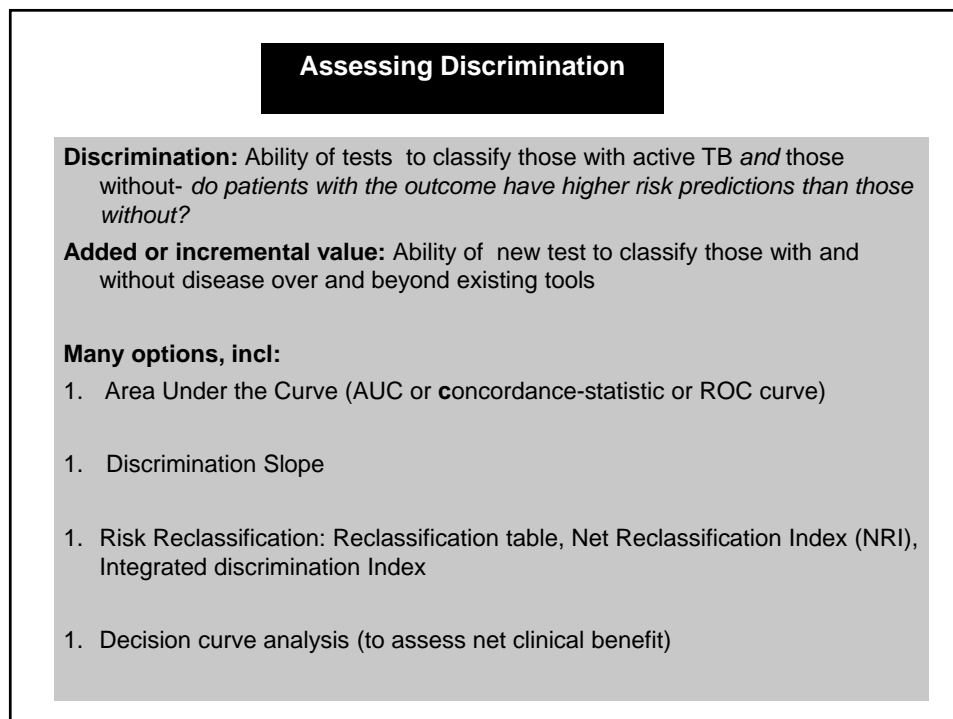 Assessing Discrimination
Discrimination: Ability of tests to classify those with active TB and those
without- do patients with the outcome have higher risk predictions than those
without?
Added or incremental value: Ability of new test to classify those with and
without disease over and beyond existing tools
Many options, incl:
1. Area Under the Curve (AUC or concordance-statistic or ROC curve)
1. Discrimination Slope
1. Risk Reclassification: Reclassification table, Net Reclassification Index (NRI),
Integrated discrimination Index
1. Decision curve analysis (to assess net clinical benefit)